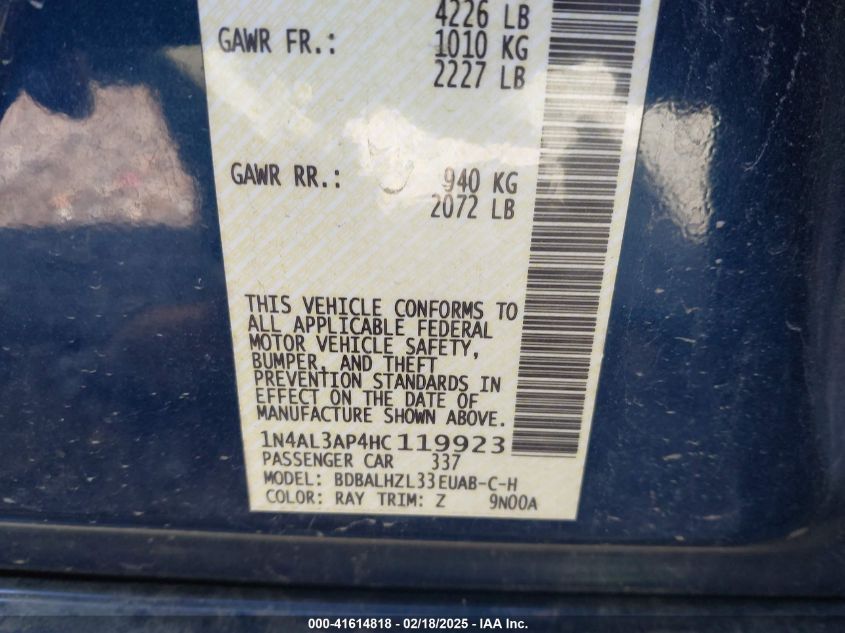 4226 LB
GAWR FR.: 1010 KG
2227 LB
GAWR RR.: 940 KG
2072 LB
THIS VEHICLE CONFORMS TO
ALL APPLICABLE FEDERAL
MOTOR VEHICLE SAFETY,
BUMPER, AND THEFT
PREVENTION STANDARDS IN
EFFECT ON THE DATE OF
MANUFACTURE SHOWN ABOVE.
1N4AL3AP4HC119923
PASSENGER CAR 337
MODEL: BDBALHZL33EUAB-C-H
COLOR: RAY TRIM: Z 9N00A
000-41614818 - 02/18/2025 - IAA Inc.